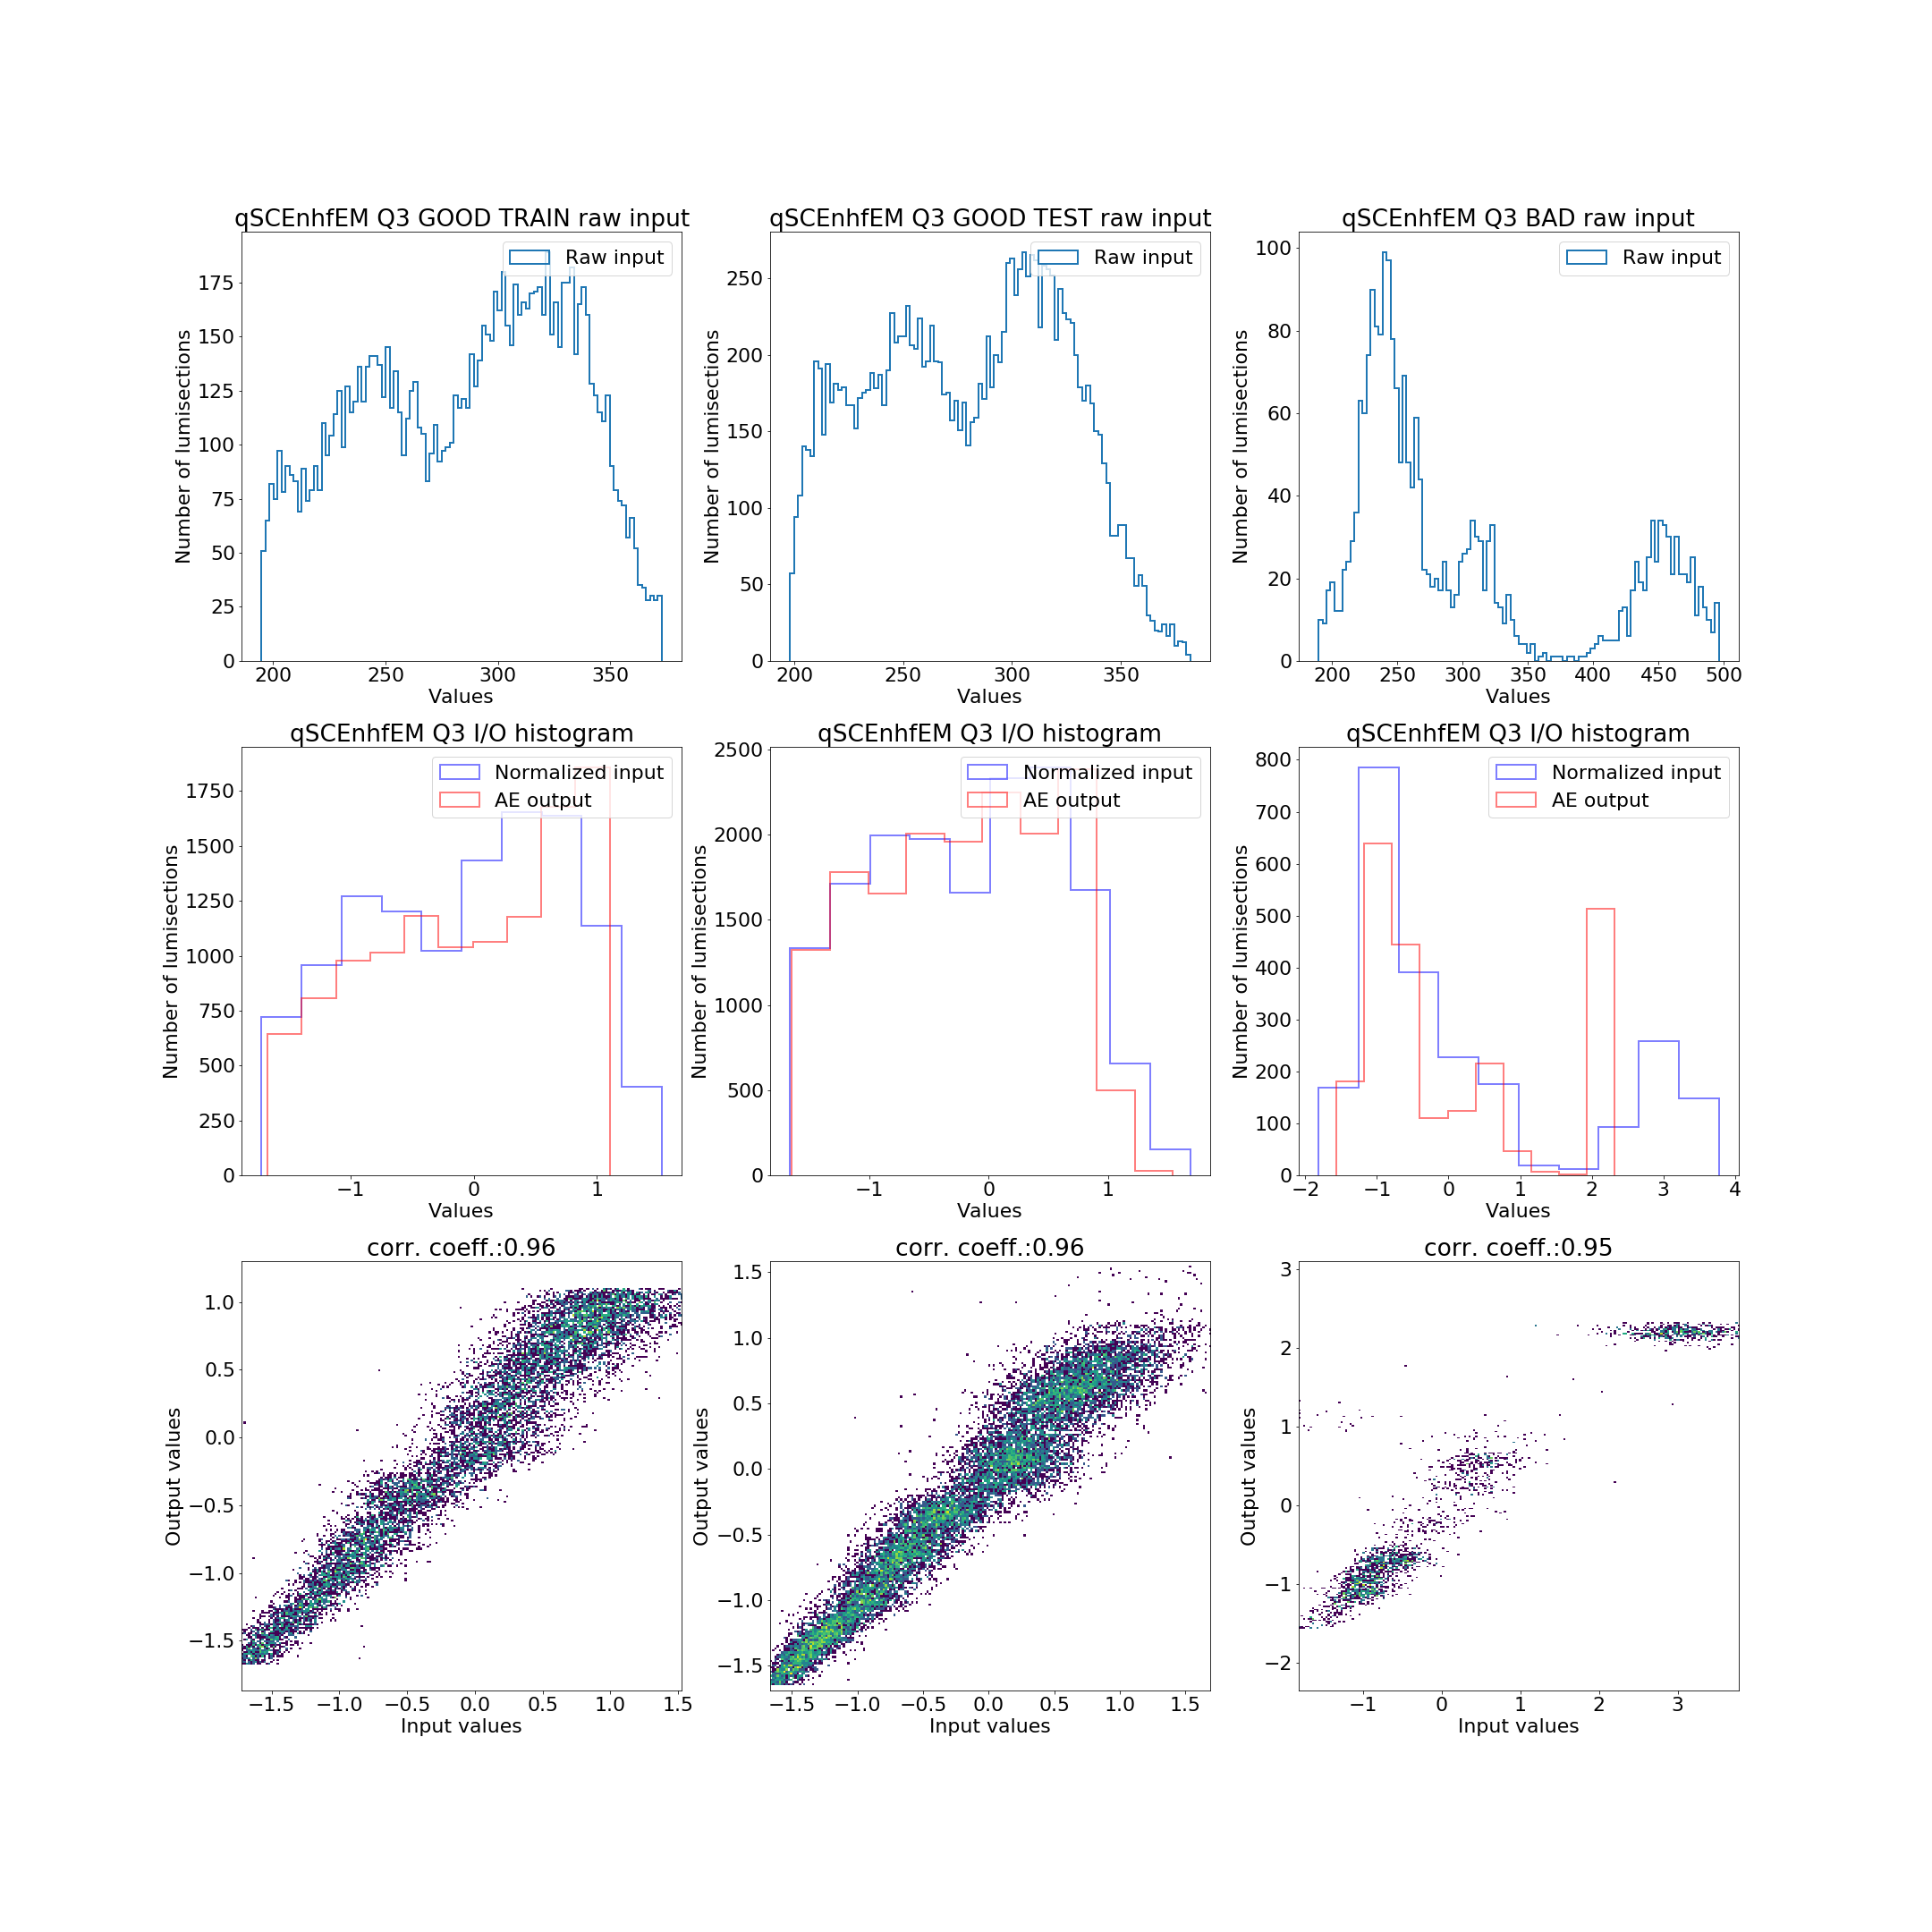 qSCEnhfEM Q3 GOOD TRAIN raw input
Raw input
Number of lumisections
175
150
125
100
75
50
25
0
200 250 300 350
Values
qSCEnhfEM Q3 GOOD TEST raw input
Raw input
Number of lumisections
250
200
150
100
50
0
200 250 300 350
Values
qSCEnhfEM Q3 BAD raw input
Raw input
Number of lumisections
100
80
60
40
20
0
200 250 300 350 400 450 500
Values
qSCEnhfEM Q3 I/O histogram
Normalized input
AE output
Number of lumisections
1750
1500
1250
1000
750
500
250
0
−1 0 1
Values
qSCEnhfEM Q3 I/O histogram
Normalized input
AE output
Number of lumisections
2500
2000
1500
1000
500
0
−1 0 1
Values
qSCEnhfEM Q3 I/O histogram
Normalized input
AE output
Number of lumisections
800
700
600
500
400
300
200
100
0
−2 −1 0 1 2 3 4
Values
corr. coeff.:0.96
Output values
1.0
0.5
0.0
−0.5
−1.0
−1.5
−1.5 −1.0 −0.5 0.0 0.5 1.0 1.5
Input values
corr. coeff.:0.96
Output values
1.5
1.0
0.5
0.0
−0.5
−1.0
−1.5
−1.5 −1.0 −0.5 0.0 0.5 1.0 1.5
Input values
corr. coeff.:0.95
Output values
3
2
1
0
−1
−2
−1 0 1 2 3
Input values